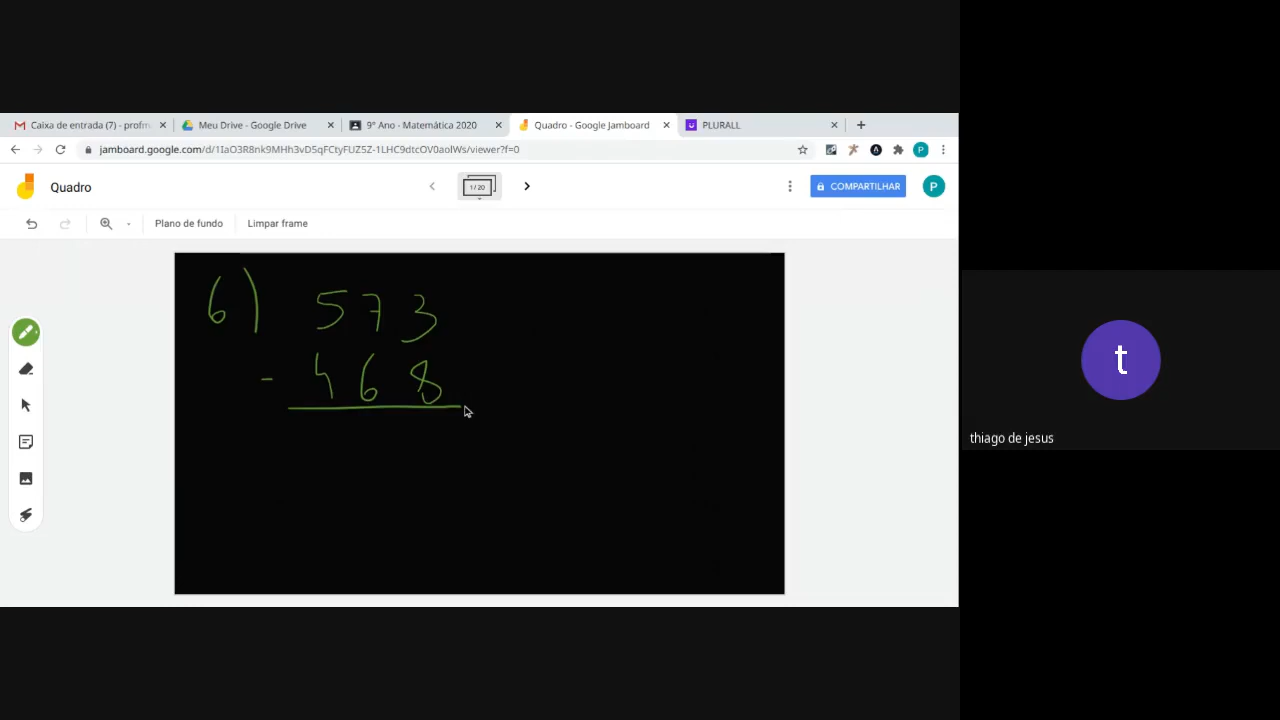 Caixa de entrada (7) - profm
Meu Drive - Google Drive
9° Ano - Matemática 2020
Quadro - Google Jamboard
PLURALL
jamboard.google.com/d/1IaO3R8nk9MHh3vD5qFCtyFUZ5Z-1LHC9dtcOV0aolWs/viewer?f=0
P
Quadro
1/20
COMPARTILHAR
P
Plano de fundo
Limpar frame
6) 573
- 468
t
thiago de jesus